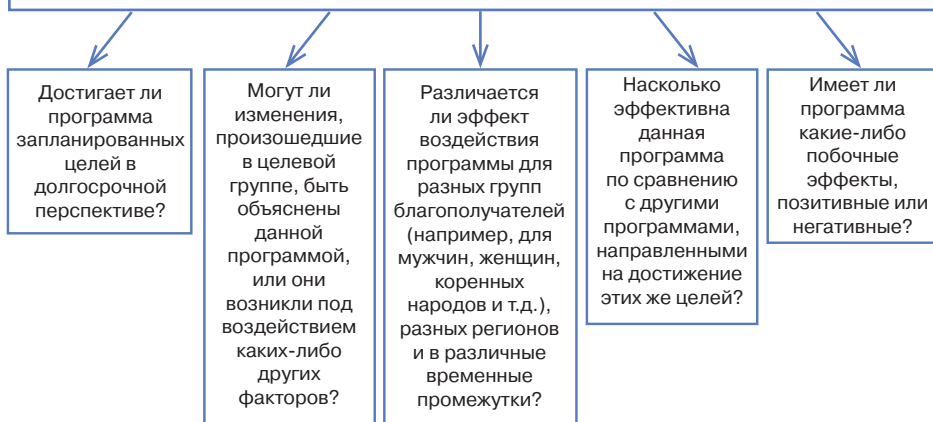 Достигает ли
программа
запланированных
целей в
долгосрочной
перспективе?
Могут ли
изменения,
произошедшие
в целевой
группе, быть
объяснены
данной
программой,
или они
возникли под
воздействием
каких-либо
других
факторов?
Различается
ли эффект
воздействия
программы для
разных групп
благополучателей
(например, для
мужчин, женщин,
коренных
народов и т.д.),
разных регионов
и в различные
временные
промежутки?
Насколько
эффективна
данная
программа
по сравнению
с другими
программами,
направленными
на достижение
этих же целей?
Имеет ли
программа
какие-либо
побочные
эффекты,
позитивные или
негативные?